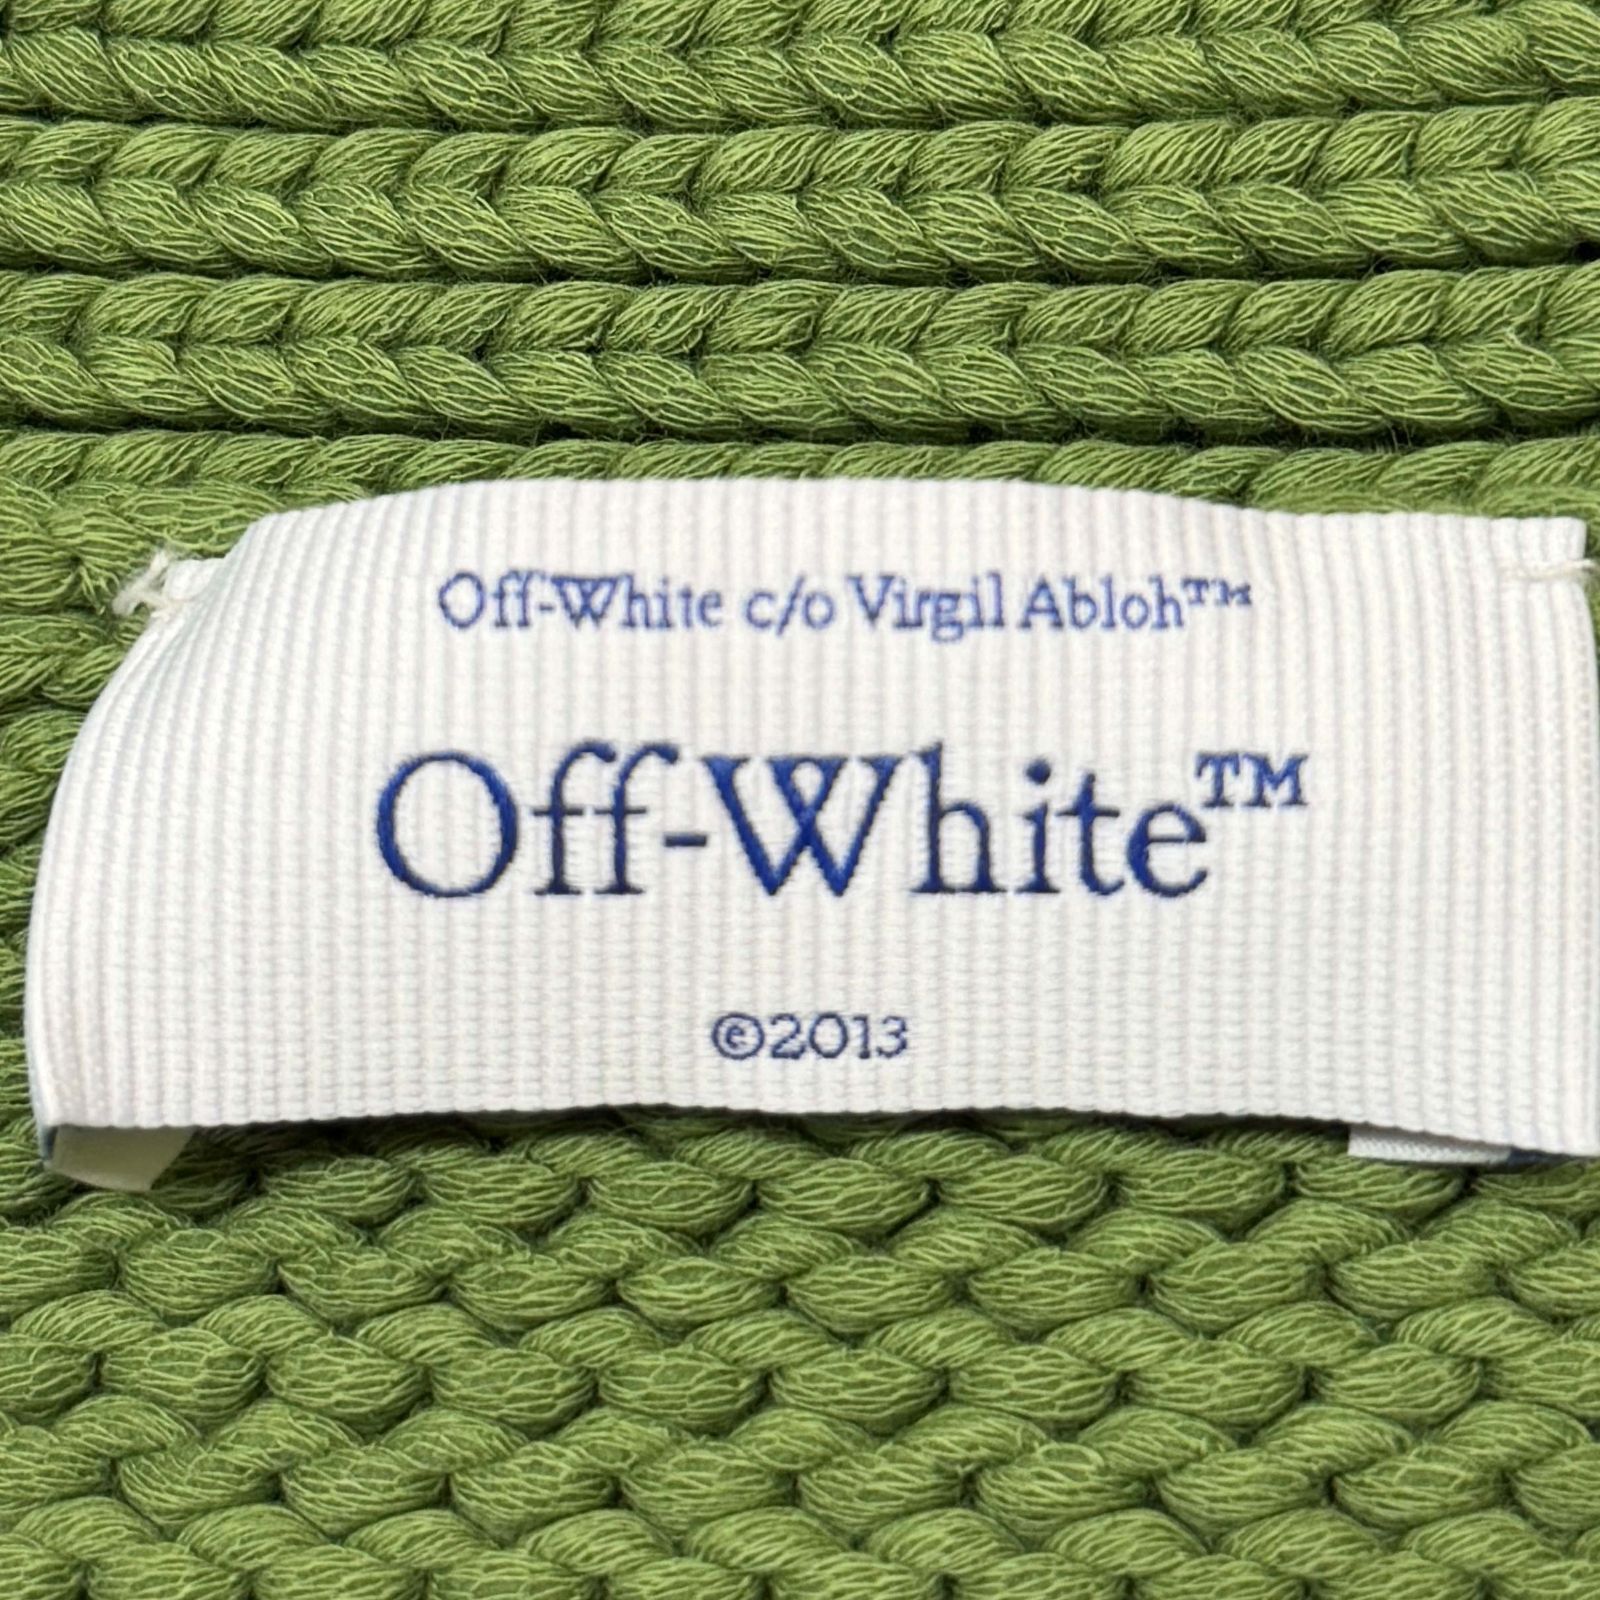 Off-White c/o Virgil Abloh™
Off-White™
©2013